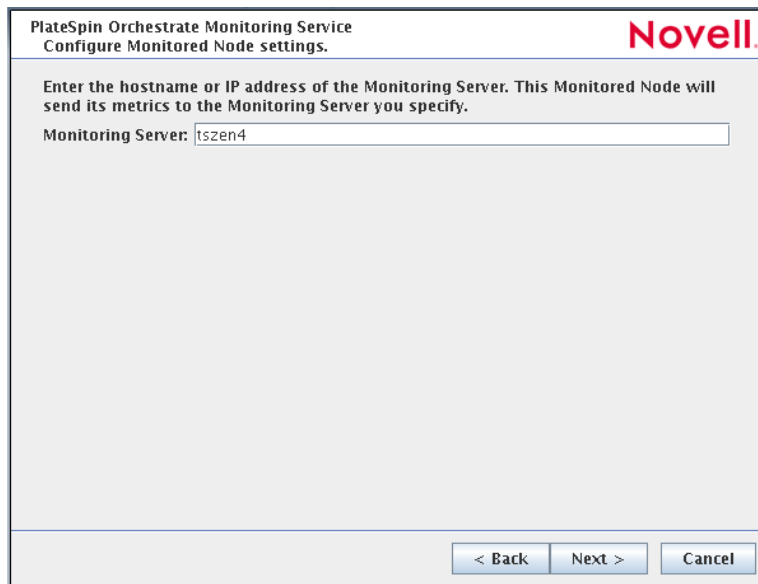 PlateSpin Orchestrate Monitoring Service
Configure Monitored Node settings.
Novell.
Enter the hostname or IP address of the Monitoring Server. This Monitored Node will
send its metrics to the Monitoring Server you specify.
Monitoring Server: tszen4
< Back Next > Cancel